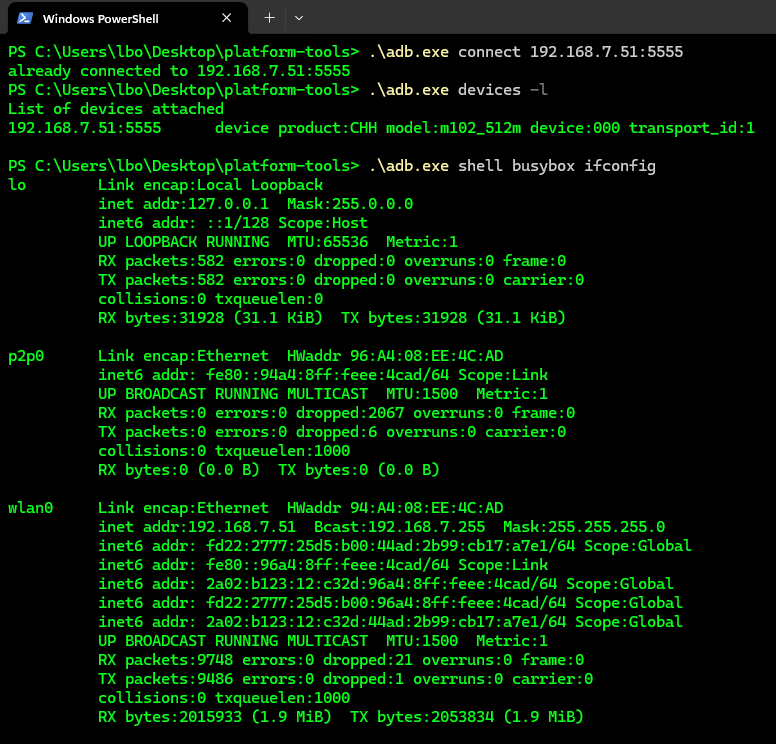 Windows PowerShell
PS C:\Users\lbo\Desktop\platform-tools> .\adb.exe connect 192.168.7.51:5555
already connected to 192.168.7.51:5555
PS C:\Users\lbo\Desktop\platform-tools> .\adb.exe devices -l
List of devices attached
192.168.7.51:5555      device product:CHH model:m102_512m device:000 transport_id:1
PS C:\Users\lbo\Desktop\platform-tools> .\adb.exe shell busybox ifconfig
lo        Link encap:Local Loopback
          inet addr:127.0.0.1  Mask:255.0.0.0
          inet6 addr: ::1/128 Scope:Host
          UP LOOPBACK RUNNING  MTU:65536  Metric:1
          RX packets:582 errors:0 dropped:0 overruns:0 frame:0
          TX packets:582 errors:0 dropped:0 overruns:0 carrier:0
          collisions:0 txqueuelen:0
          RX bytes:31928 (31.1 KiB)  TX bytes:31928 (31.1 KiB)
p2p0      Link encap:Ethernet  HWaddr 96:A4:08:EE:4C:AD
          inet6 addr: fe80::94a4:8ff:feee:4cad/64 Scope:Link
          UP BROADCAST RUNNING MULTICAST  MTU:1500  Metric:1
          RX packets:0 errors:0 dropped:2067 overruns:0 frame:0
          TX packets:0 errors:0 dropped:6 overruns:0 carrier:0
          collisions:0 txqueuelen:1000
          RX bytes:0 (0.0 B)  TX bytes:0 (0.0 B)
wlan0     Link encap:Ethernet  HWaddr 94:A4:08:EE:4C:AD
          inet addr:192.168.7.51  Bcast:192.168.7.255  Mask:255.255.255.0
          inet6 addr: fd22:2777:25d5:b00:44ad:2b99:cb17:a7e1/64 Scope:Global
          inet6 addr: fe80::96a4:8ff:feee:4cad/64 Scope:Link
          inet6 addr: 2a02:b123:12:c32d:96a4:8ff:feee:4cad/64 Scope:Global
          inet6 addr: fd22:2777:25d5:b00:96a4:8ff:feee:4cad/64 Scope:Global
          inet6 addr: 2a02:b123:12:c32d:44ad:2b99:cb17:a7e1/64 Scope:Global
          UP BROADCAST RUNNING MULTICAST  MTU:1500  Metric:1
          RX packets:9748 errors:0 dropped:21 overruns:0 frame:0
          TX packets:9486 errors:0 dropped:1 overruns:0 carrier:0
          collisions:0 txqueuelen:1000
          RX bytes:2015933 (1.9 MiB)  TX bytes:2053834 (1.9 MiB)